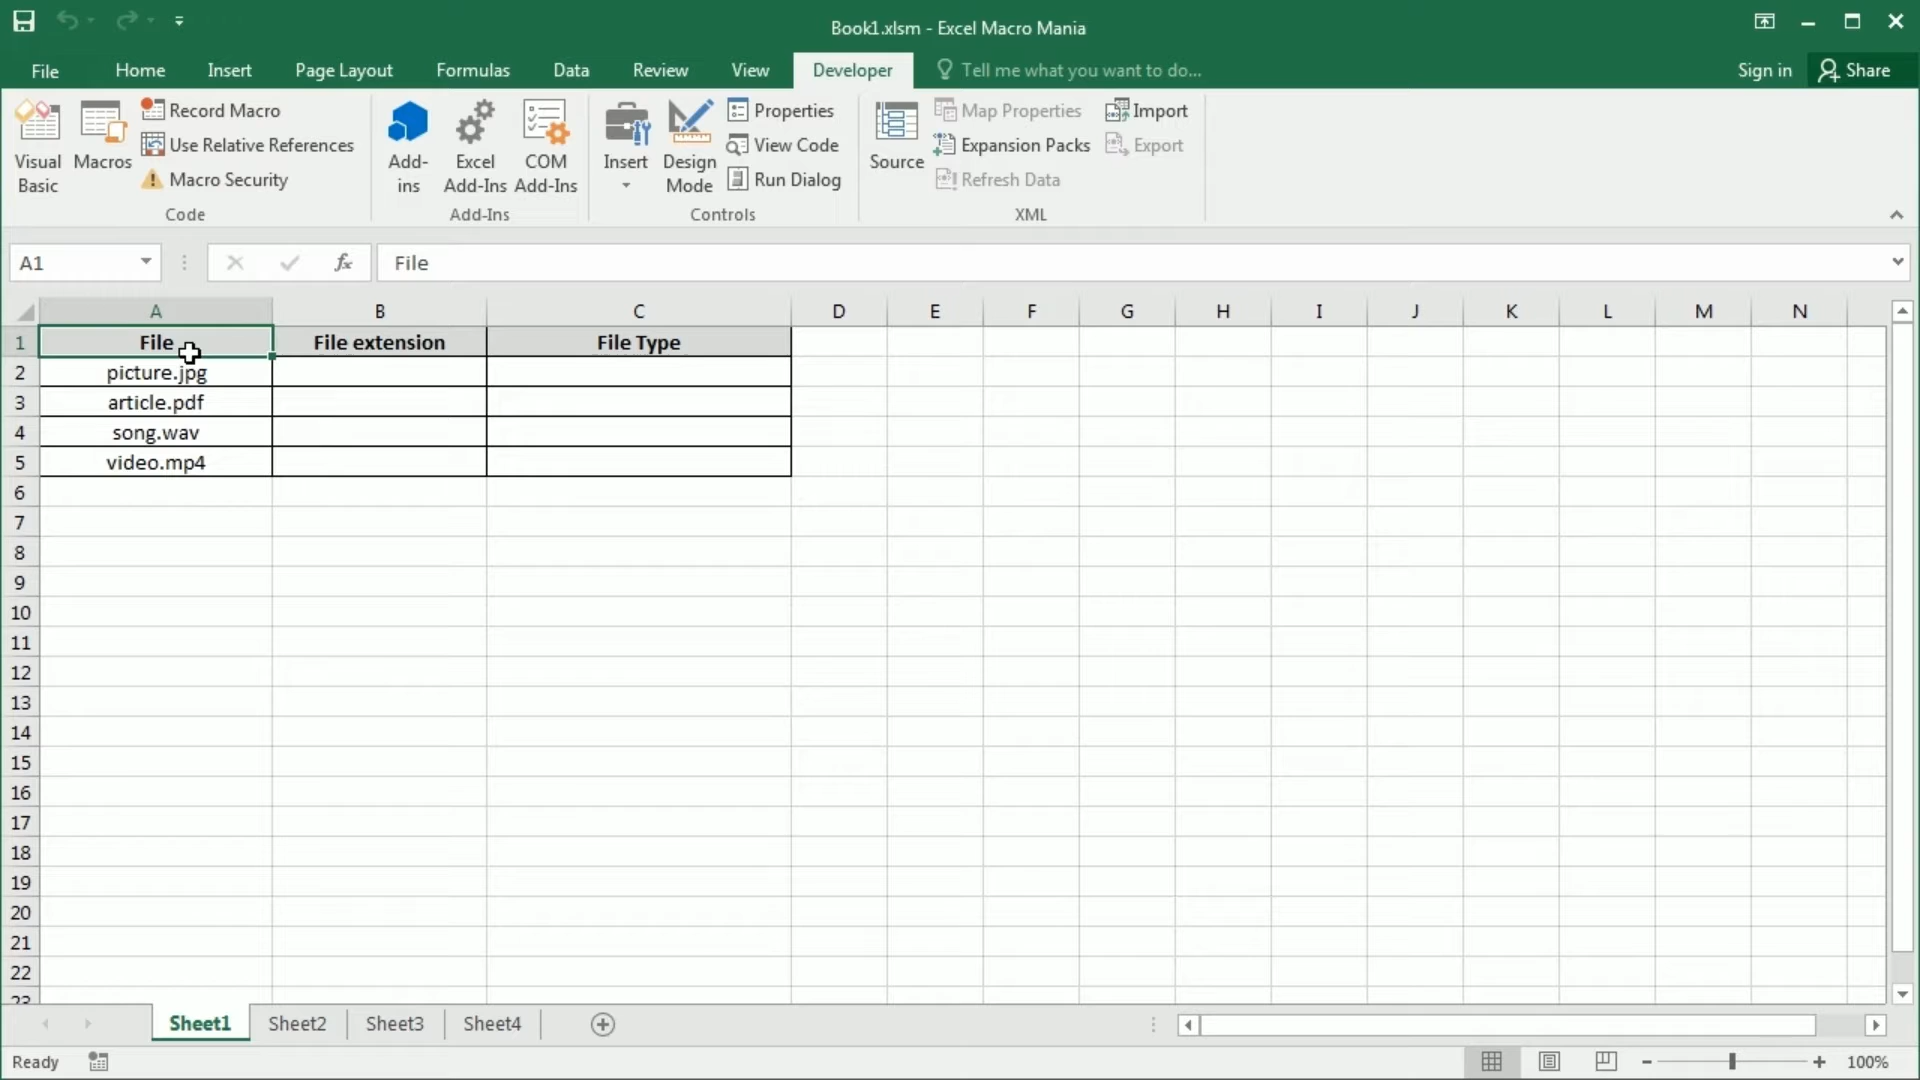 Book1.xlsm - Excel Macro Mania
File Home Insert Page Layout Formulas Data Review View Developer Tell me what you want to do... Sign in Share
Visual Basic
Macros
Record Macro
Use Relative References
Macro Security
Code
Add-ins
Excel Add-Ins
COM Add-Ins
Add-Ins
Insert
Design Mode
Properties
View Code
Run Dialog
Controls
Source
Map Properties
Expansion Packs
Refresh Data
Import
Export
XML
A1 fx File
A B C D E F G H I J K L M N
1 File File extension File Type
2 picture.jpg
3 article.pdf
4 song.wav
5 video.mp4
6
7
8
9
10
11
12
13
14
15
16
17
18
19
20
21
22
23
Sheet1 Sheet2 Sheet3 Sheet4
Ready 100%